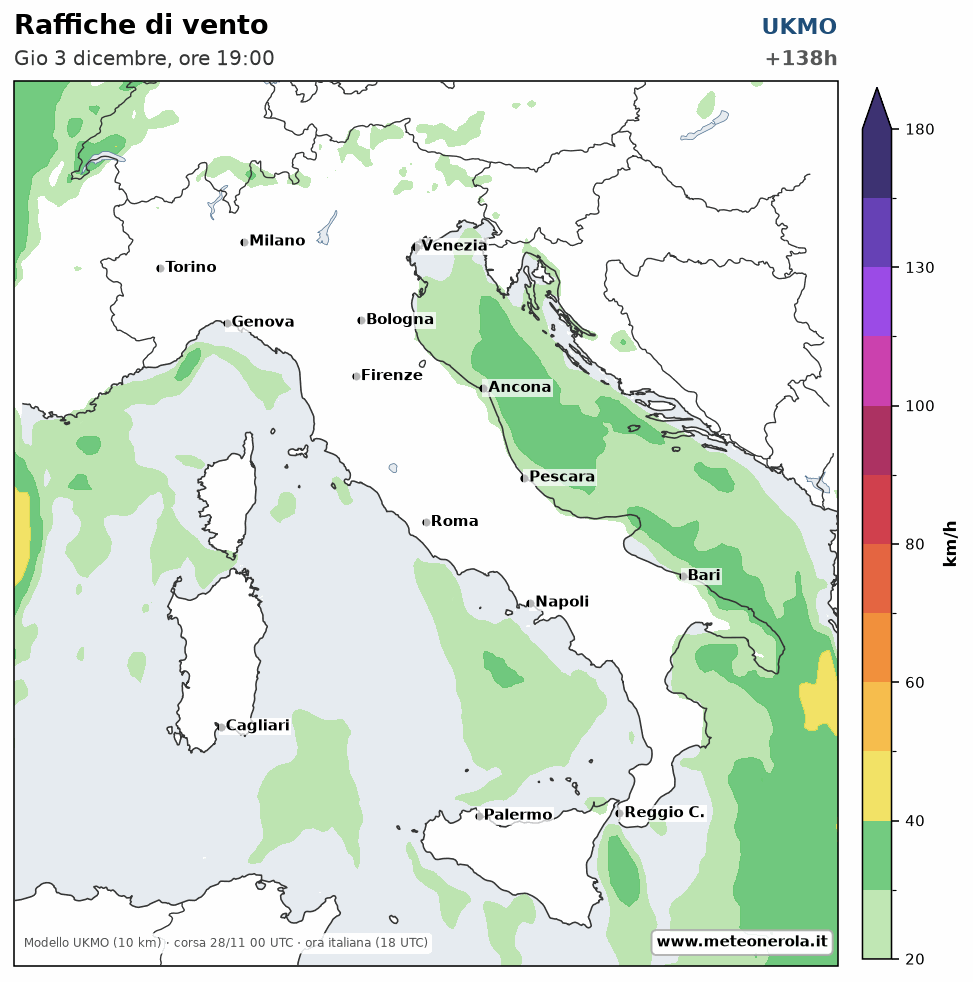 Raffiche di vento
UKMO
Gio 3 dicembre, ore 19:00
+138h
180
130
100
80
60
40
20
km/h
Milano
Venezia
Torino
Genova
Bologna
Firenze
Ancona
Pescara
Roma
Bari
Napoli
Cagliari
Palermo
Reggio C.
Modello UKMO (10 km) · corsa 28/11 00 UTC · ora italiana (18 UTC)
www.meteonerola.it